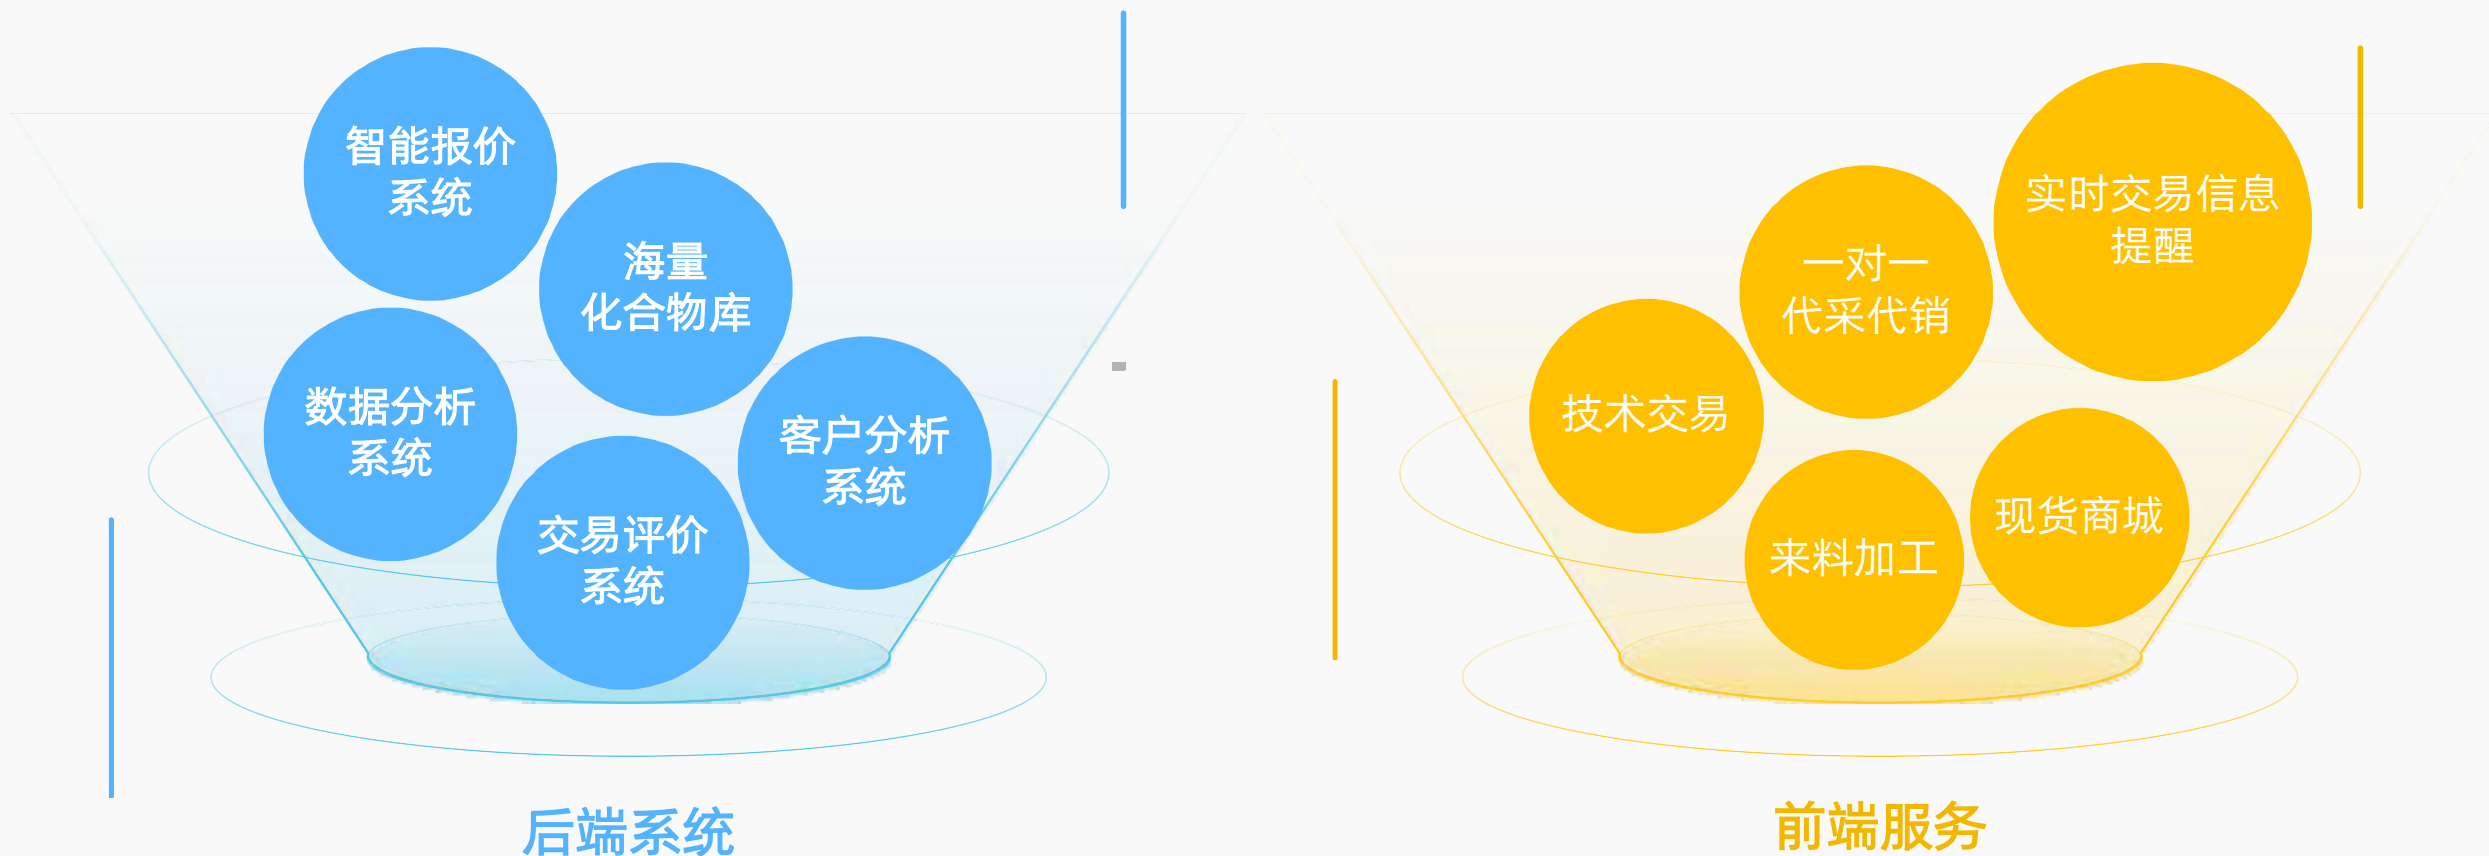 智能报价
系统
海量
化合物库
数据分析
系统
客户分析
系统
交易评价
系统
后端系统
实时交易信息
提醒
一对一
代采代销
技术交易
现货商城
来料加工
前端服务